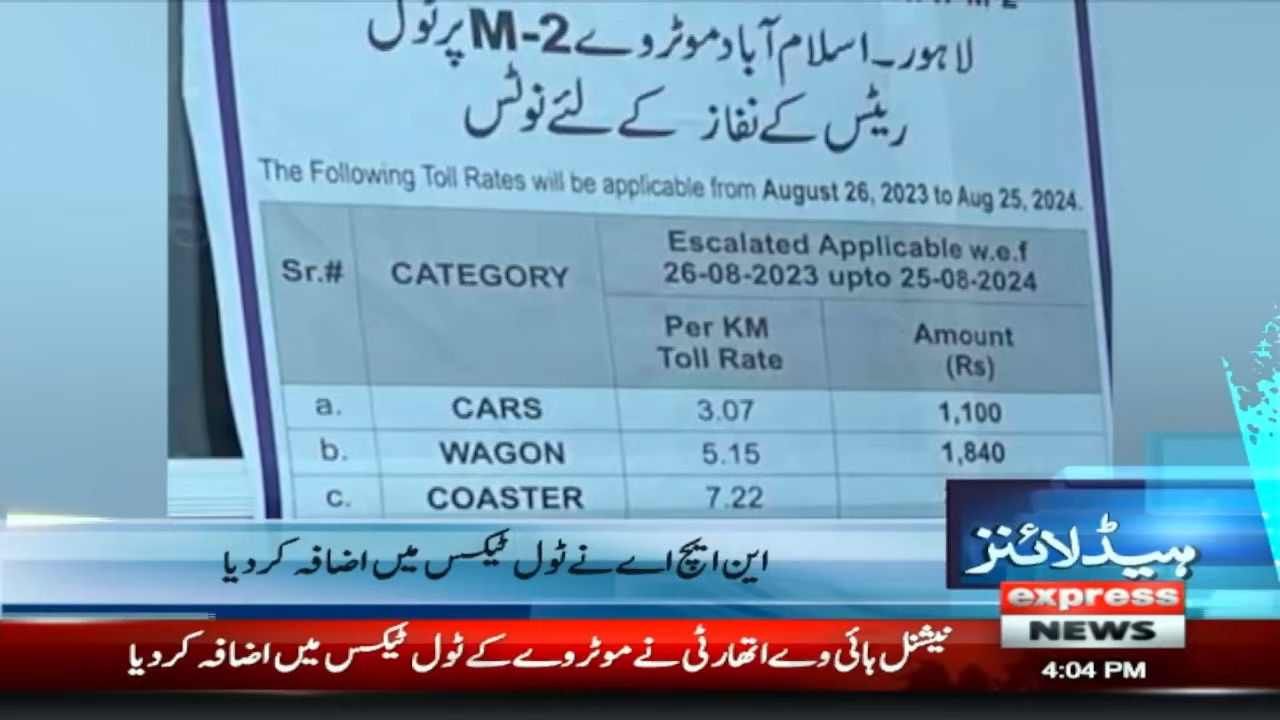 لاہور۔اسلام آباد موٹروے M-2 پر ٹول
ریٹس کے نفاز کے لئے نوٹس
The Following Toll Rates will be applicable from August 26, 2023 to Aug 25, 2024.
Sr.# CATEGORY Escalated Applicable w.e.f
26-08-2023 upto 25-08-2024
Per KM
Toll Rate
Amount
(Rs)
a. CARS 3.07 1,100
b. WAGON 5.15 1,840
c. COASTER 7.22
ہیڈلائنز
این ایچ اے نے ٹول ٹیکس میں اضافہ کردیا
express
NEWS
نیشنل ہائی وے اتھارٹی نے موٹروے کے ٹول ٹیکس میں اضافہ کردیا
4:04 PM